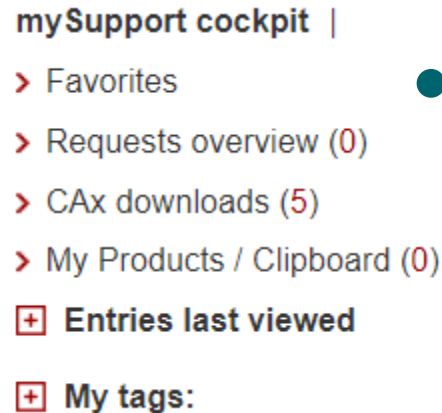 mySupport cockpit |
Favorites
Requests overview (0)
CAx downloads (5)
My Products / Clipboard (0)
Entries last viewed
My tags: